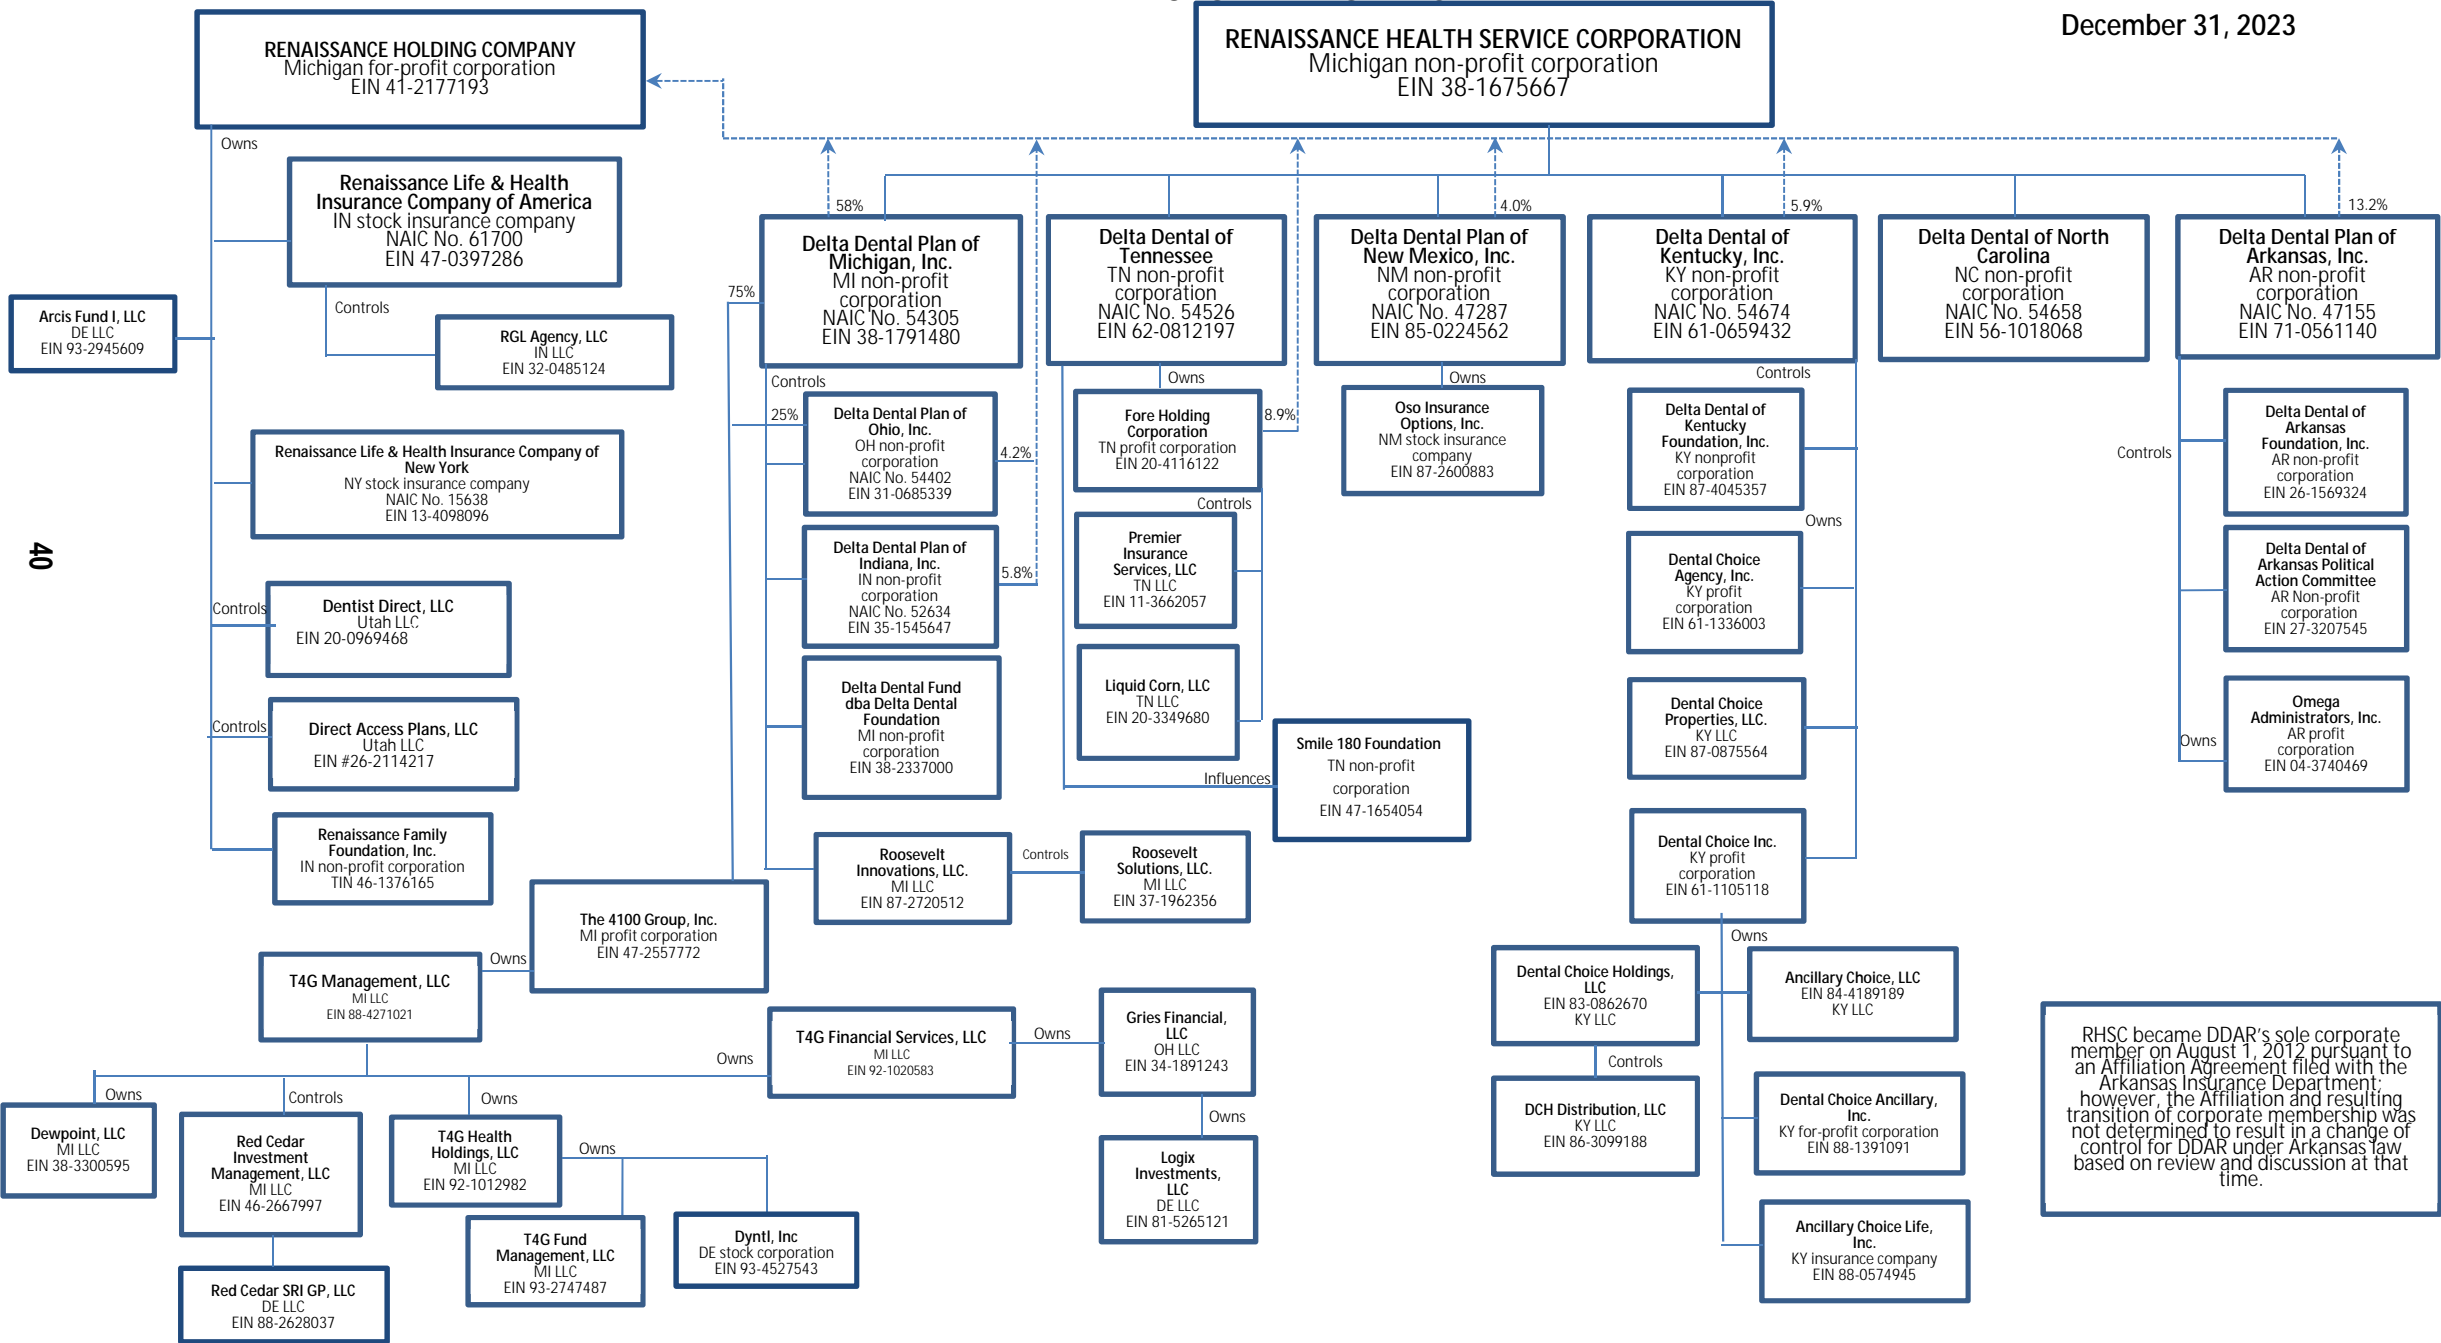 December 31, 2023
RENAISSANCE HOLDING COMPANY
Michigan for-profit corporation
EIN 41-2177193
RENAISSANCE HEALTH SERVICE CORPORATION
Michigan non-profit corporation
EIN 38-1675667
Owns
Renaissance Life & Health
Insurance Company of America
IN stock insurance company
NAIC No. 61700
EIN 47-0397286
Controls
RGL Agency, LLC
IN LLC
EIN 32-0485124
Arcis Fund I, LLC
DE LLC
EIN 93-2945609
Renaissance Life & Health Insurance Company of
New York
NY stock insurance company
NAIC No. 15638
EIN 13-4098096
40
Controls
Dentist Direct, LLC
Utah LLC
EIN 20-0969468
Controls
Direct Access Plans, LLC
Utah LLC
EIN #26-2114217
Renaissance Family
Foundation, Inc.
IN non-profit corporation
TIN 46-1376165
58%
Delta Dental Plan of
Michigan, Inc.
MI non-profit
corporation
NAIC No. 54305
EIN 38-1791480
75%
Controls
25%
Delta Dental Plan of
Ohio, Inc.
OH non-profit
corporation
NAIC No. 54402
EIN 31-0685339
4.2%
Delta Dental Plan of
Indiana, Inc.
IN non-profit
corporation
NAIC No. 52634
EIN 35-1545647
5.8%
Delta Dental Fund
dba Delta Dental
Foundation
MI non-profit
corporation
EIN 38-2337000
Roosevelt
Innovations, LLC.
MI LLC
EIN 87-2720512
Controls
Roosevelt
Solutions, LLC.
MI LLC
EIN 37-1962356
Delta Dental of
Tennessee
TN non-profit
corporation
NAIC No. 54526
EIN 62-0812197
Owns
Fore Holding
Corporation
TN profit corporation
EIN 20-4116122
8.9%
Controls
Premier
Insurance
Services, LLC
TN LLC
EIN 11-3662057
Liquid Corn, LLC
TN LLC
EIN 20-3349680
Influences
Smile 180 Foundation
TN non-profit
corporation
EIN 47-1654054
4.0%
Delta Dental Plan of
New Mexico, Inc.
NM non-profit
corporation
NAIC No. 47287
EIN 85-0224562
Owns
Oso Insurance
Options, Inc.
NM stock insurance
company
EIN 87-2600883
5.9%
Delta Dental of
Kentucky, Inc.
KY non-profit
corporation
NAIC No. 54674
EIN 61-0659432
Controls
Delta Dental of
Kentucky
Foundation, Inc.
KY nonprofit
corporation
EIN 87-4045357
Owns
Dental Choice
Agency, Inc.
KY profit
corporation
EIN 61-1336003
Dental Choice
Properties, LLC.
KY LLC
EIN 87-0875564
Dental Choice Inc.
KY profit
corporation
EIN 61-1105118
Owns
Dental Choice Holdings,
LLC
EIN 83-0862670
KY LLC
Ancillary Choice, LLC
EIN 84-4189189
KY LLC
Controls
DCH Distribution, LLC
KY LLC
EIN 86-3099188
Dental Choice Ancillary,
Inc.
KY for-profit corporation
EIN 88-1391091
Ancillary Choice Life,
Inc.
KY insurance company
EIN 88-0574945
Delta Dental of North
Carolina
NC non-profit
corporation
NAIC No. 54658
EIN 56-1018068
13.2%
Delta Dental Plan of
Arkansas, Inc.
AR non-profit
corporation
NAIC No. 47155
EIN 71-0561140
Controls
Delta Dental of
Arkansas
Foundation, Inc.
AR non-profit
corporation
EIN 26-1569324
Delta Dental of
Arkansas Political
Action Committee
AR Non-profit
corporation
EIN 27-3207545
Owns
Omega
Administrators, Inc.
AR profit
corporation
EIN 04-3740469
The 4100 Group, Inc.
MI profit corporation
EIN 47-2557772
Owns
T4G Management, LLC
MI LLC
EIN 88-4271021
Owns
T4G Financial Services, LLC
MI LLC
EIN 92-1020583
Owns
Gries Financial,
LLC
OH LLC
EIN 34-1891243
Owns
Logix
Investments,
LLC
DE LLC
EIN 81-5265121
Owns
Dewpoint, LLC
MI LLC
EIN 38-3300595
Controls
Red Cedar
Investment
Management, LLC
MI LLC
EIN 46-2667997
Red Cedar SRI GP, LLC
DE LLC
EIN 88-2628037
Owns
T4G Health
Holdings, LLC
MI LLC
EIN 92-1012982
Owns
T4G Fund
Management, LLC
MI LLC
EIN 93-2747487
Dyntl, Inc
DE stock corporation
EIN 93-4527543
RHSC became DDAR's sole corporate
member on August 1, 2012 pursuant to
an Affiliation Agreement filed with the
Arkansas Insurance Department;
however, the Affiliation and resulting
transition of corporate membership was
not determined to result in a change of
control for DDAR under Arkansas law
based on review and discussion at that
time.